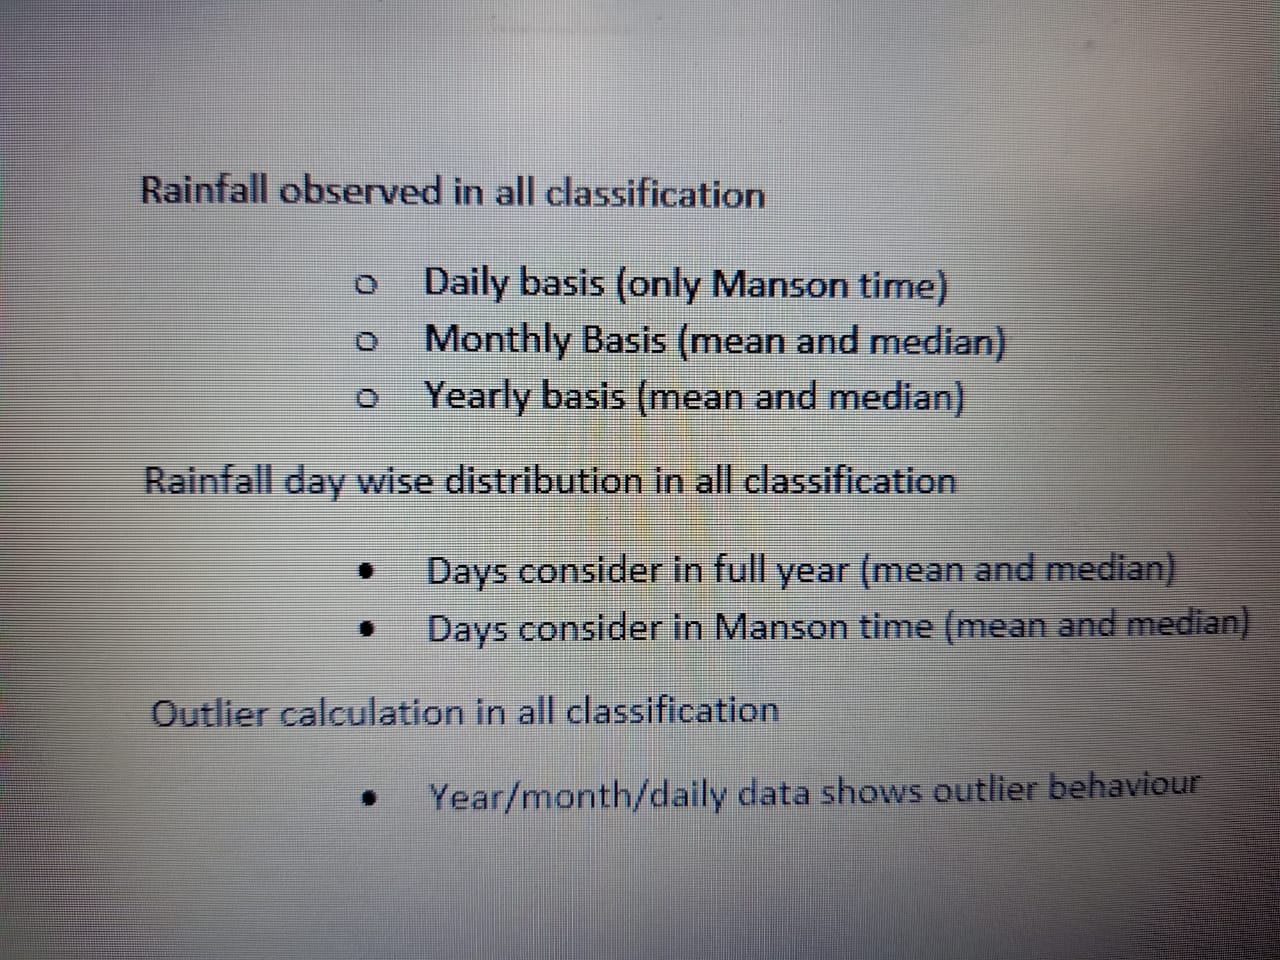 Rainfall observed in all classification
o Daily basis (only Manson time)
o Monthly Basis (mean and median)
o Yearly basis (mean and median)
Rainfall day wise distribution in all classification
• Days consider in full year (mean and median)
• Days consider in Manson time (mean and median)
Outlier calculation in all classification
• Year/month/daily data shows outlier behaviour